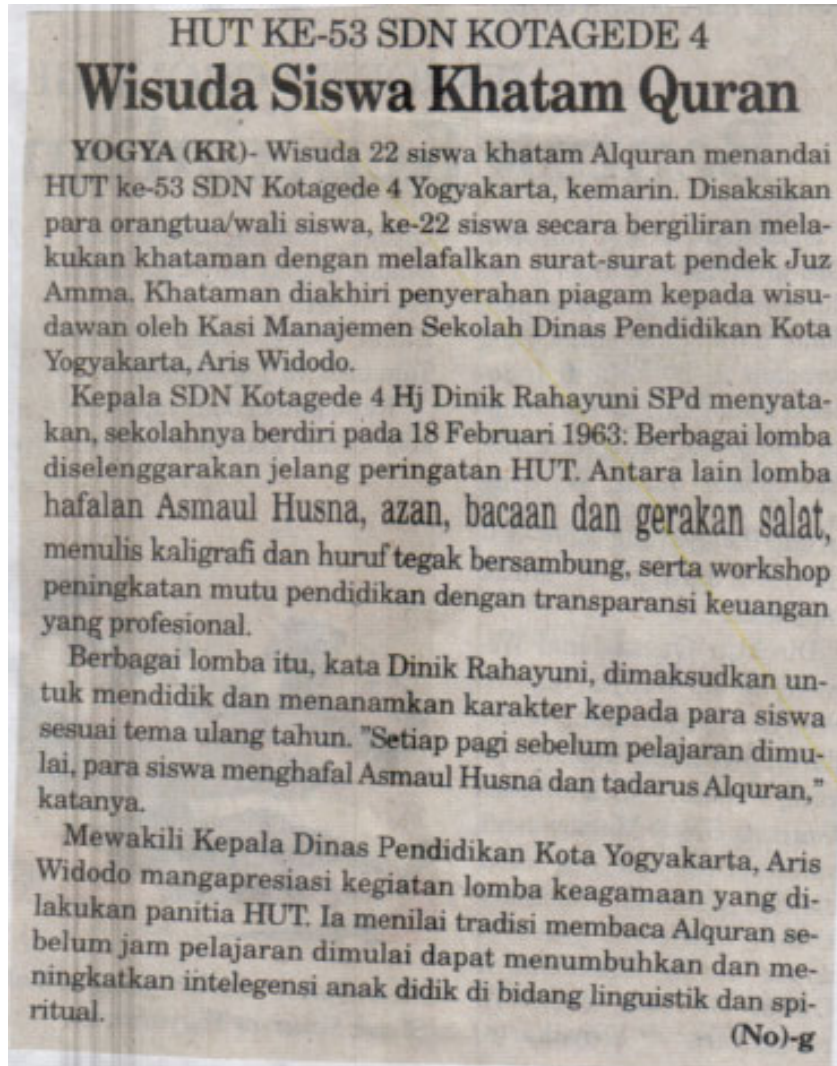 HUT KE-53 SDN KOTAGEDE 4
Wisuda Siswa Khatam Quran
YOGYA (KR)- Wisuda 22 siswa khatam Alquran menandai
HUT ke-53 SDN Kotagede 4 Yogyakarta, kemarin. Disaksikan
para orangtua/wali siswa, ke-22 siswa secara bergiliran mela-
kukan khataman dengan melafalkan surat-surat pendek Juz
Amma. Khataman diakhiri penyerahan piagam kepada wisu-
dawan oleh Kasi Manajemen Sekolah Dinas Pendidikan Kota
Yogyakarta, Aris Widodo.
Kepala SDN Kotagede 4 Hj Dinik Rahayuni SPd menyata-
kan, sekolahnya berdiri pada 18 Februari 1963: Berbagai lomba
diselenggarakan jelang peringatan HUT. Antara lain lomba
hafalan Asmaul Husna, azan, bacaan dan gerakan salat,
menulis kaligrafi dan huruf tegak bersambung, serta workshop
peningkatan mutu pendidikan dengan transparansi keuangan
yang profesional.
Berbagai lomba itu, kata Dinik Rahayuni, dimaksudkan un-
tuk mendidik dan menanamkan karakter kepada para siswa
sesuai tema ulang tahun. "Setiap pagi sebelum pelajaran dimu-
lai, para siswa menghafal Asmaul Husna dan tadarus Alquran,"
katanya.
Mewakili Kepala Dinas Pendidikan Kota Yogyakarta, Aris
Widodo mangapresiasi kegiatan lomba keagamaan yang di-
lakukan panitia HUT. Ia menilai tradisi membaca Alquran se-
belum jam pelajaran dimulai dapat menumbuhkan dan me-
ningkatkan intelegensi anak didik di bidang linguistik dan spi-
ritual.
(No)-g